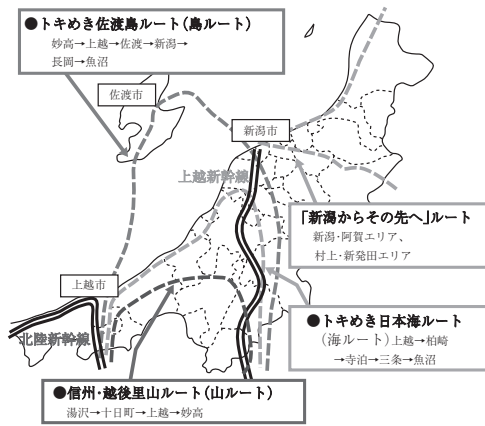 ●トキめき佐渡島ルート(島ルート)
妙高→上越→佐渡→新潟→
長岡→魚沼
佐渡市
新潟市
上越新幹線
「新潟からその先へ」ルート
新潟・阿賀エリア、
村上・新発田エリア
上越市
●トキめき日本海ルート
(海ルート)上越→柏崎
→寺泊→三条→魚沼
北陸新幹線
●信州・越後里山ルート(山ルート)
湯沢→十日町→上越→妙高